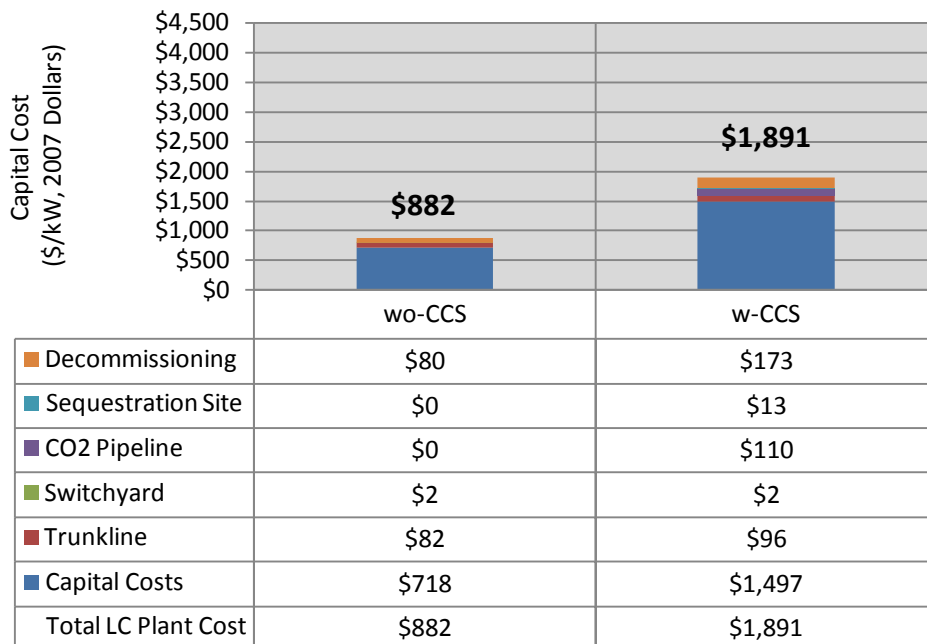 Capital Cost
($/kW, 2007 Dollars)
$4,500
$4,000
$3,500
$3,000
$2,500
$2,000
$1,500
$1,000
$500
$0
$882
$1,891
wo-CCS w-CCS
Decommissioning $80 $173
Sequestration Site $0 $13
CO2 Pipeline $0 $110
Switchyard $2 $2
Trunkline $82 $96
Capital Costs $718 $1,497
Total LC Plant Cost $882 $1,891